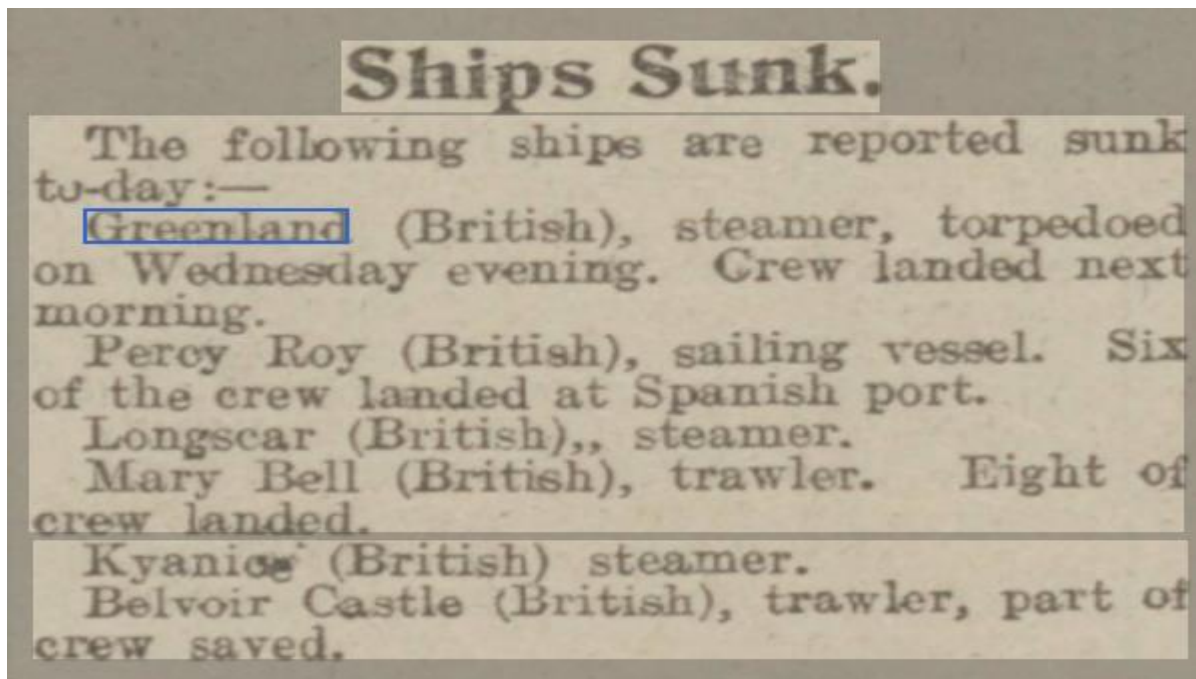 Ships Sunk.
The following ships are reported sunk
to-day:—
Greenland (British), steamer, torpedoed
on Wednesday evening. Crew landed next
morning.
Percy Roy (British), sailing vessel. Six
of the crew landed at Spanish port.
Longscar (British),, steamer.
Mary Bell (British), trawler. Eight of
crew landed.
(British) steamer.
Belvoir Castle (British), trawler, part of
crew saved.